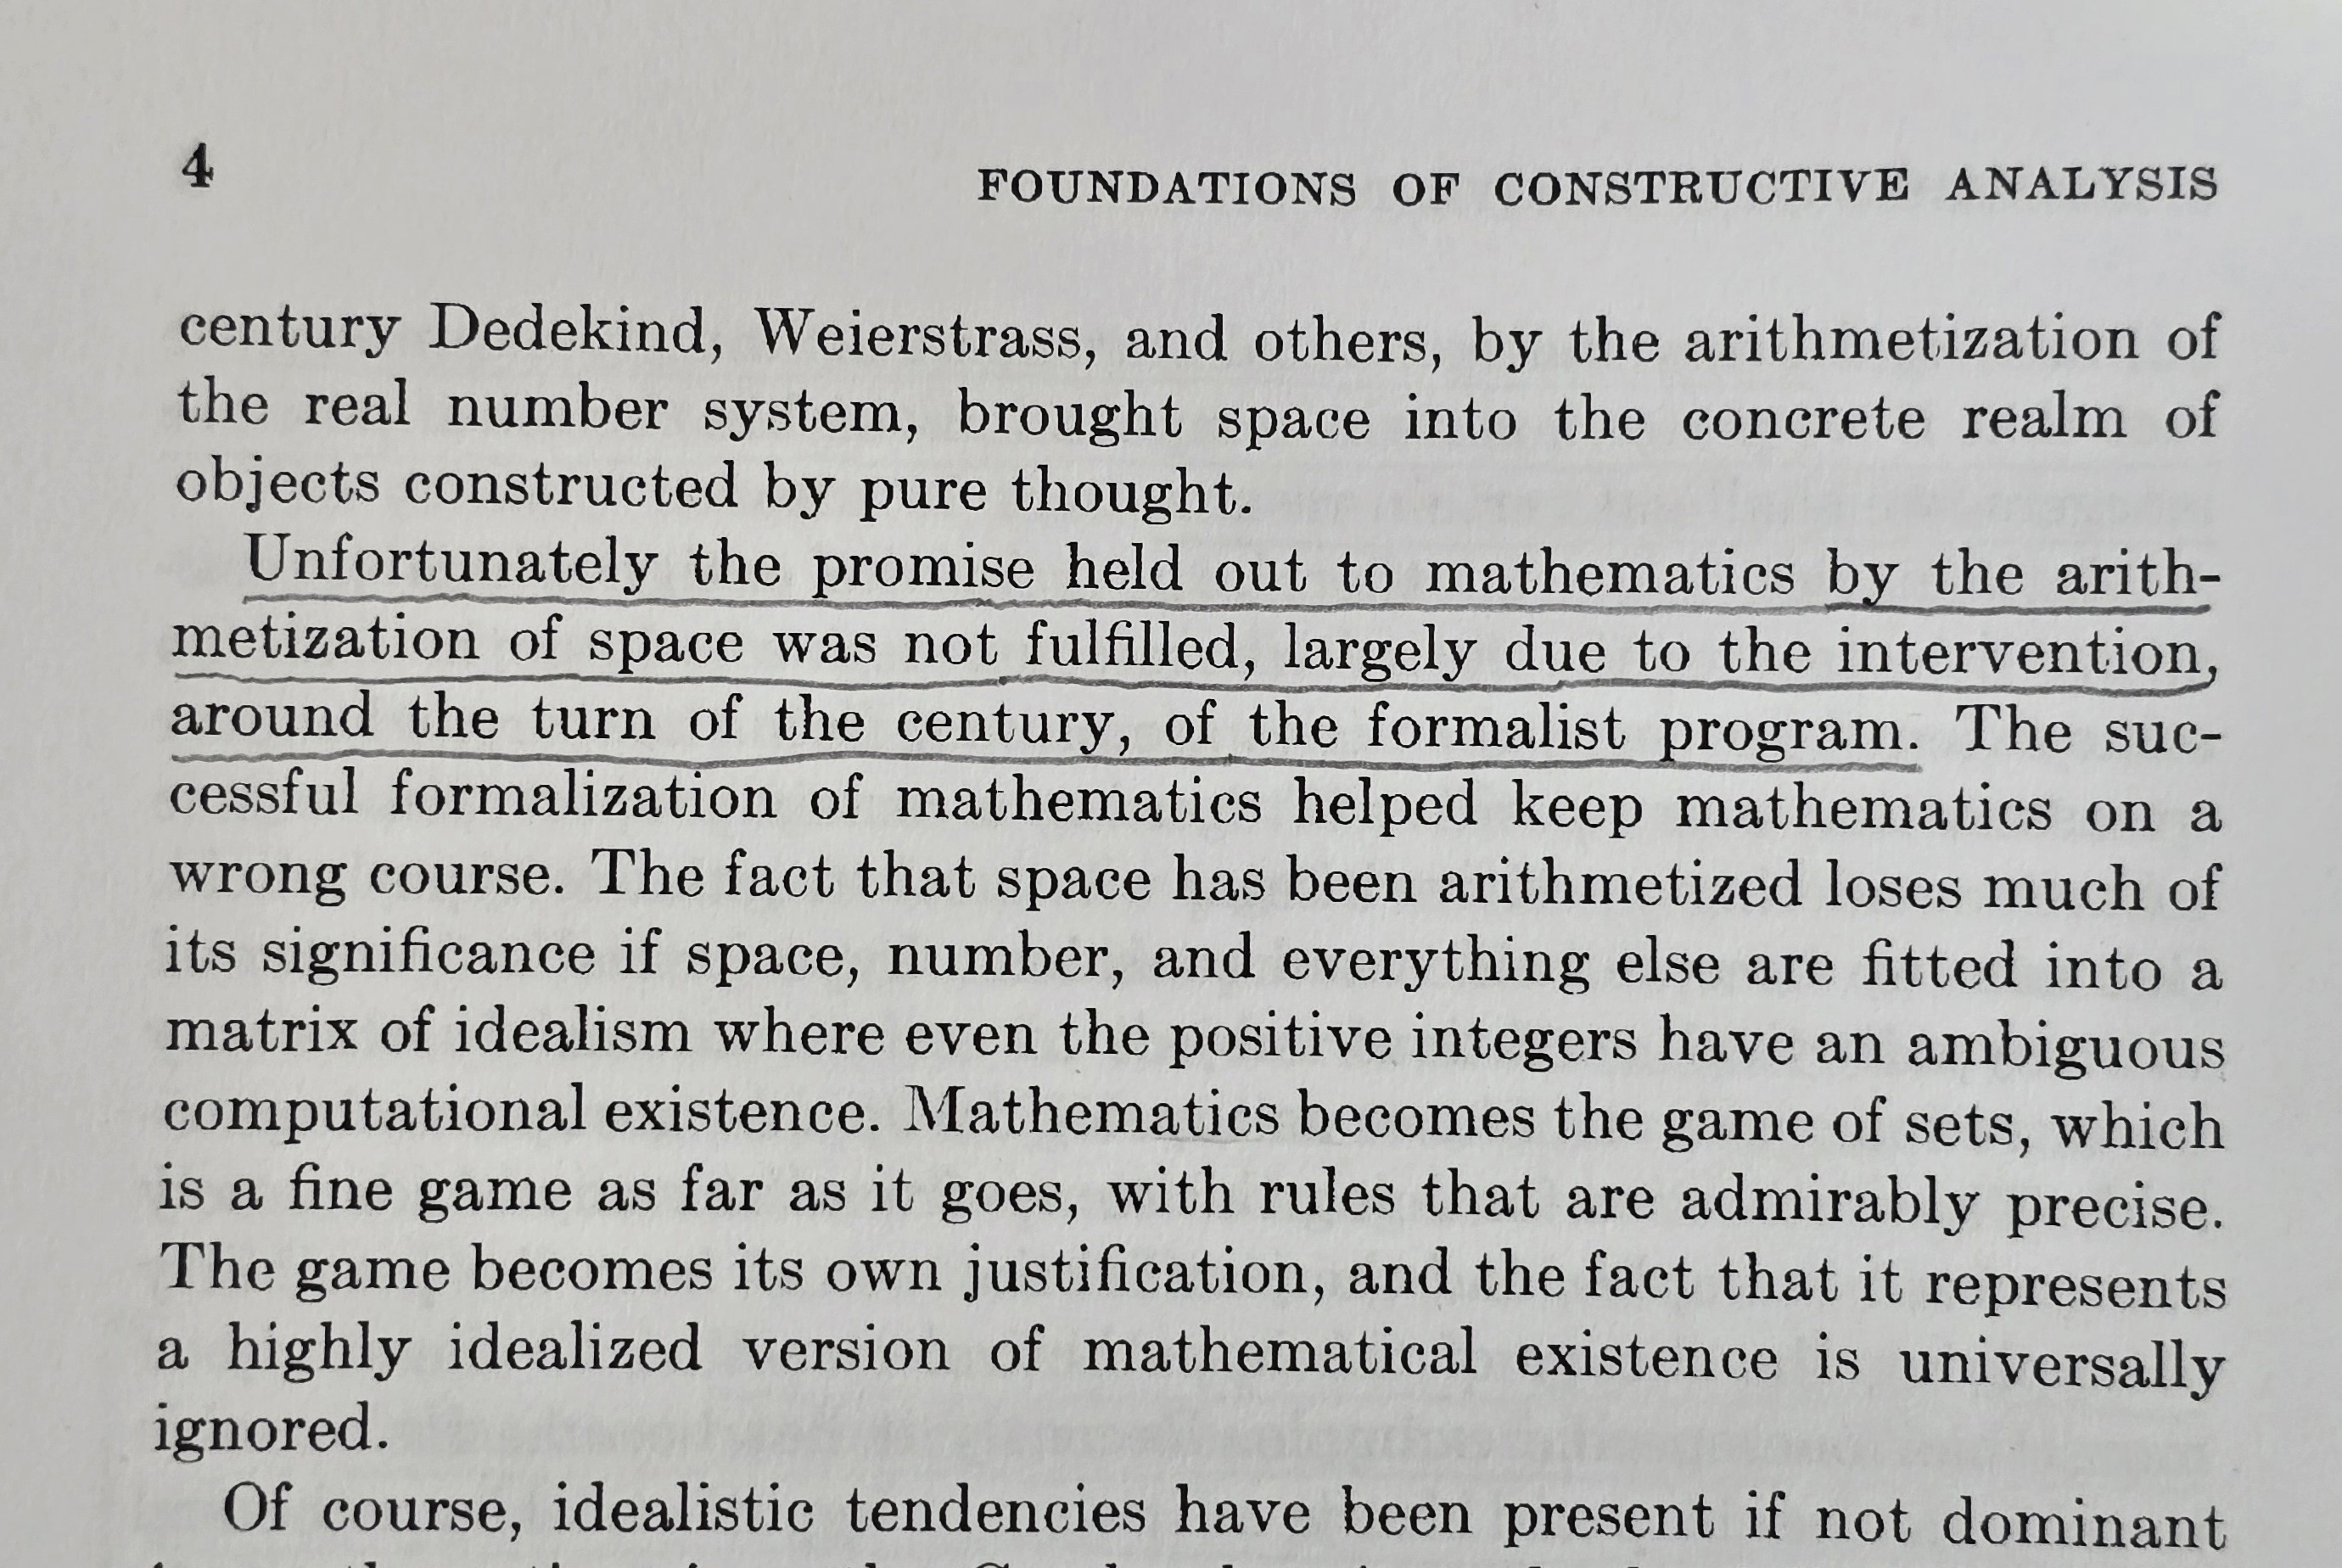 4
FOUNDATIONS OF CONSTRUCTIVE ANALYSIS
century Dedekind, Weierstrass, and others, by the arithmetization of
the real number system, brought space into the concrete realm of
objects constructed by pure thought.
Unfortunately the promise held out to mathematics by the arith-
metization of space was not fulfilled, largely due to the intervention,
around the turn of the century, of the formalist program. The suc-
cessful formalization of mathematics helped keep mathematics on a
wrong course. The fact that space has been arithmetized loses much of
its significance if space, number, and everything else are fitted into a
matrix of idealism where even the positive integers have an ambiguous
computational existence. Mathematics becomes the game of sets, which
is a fine game as far as it goes, with rules that are admirably precise.
The game becomes its own justification, and the fact that it represents
a highly idealized version of mathematical existence is universally
ignored.
Of course, idealistic tendencies have been present if not dominant